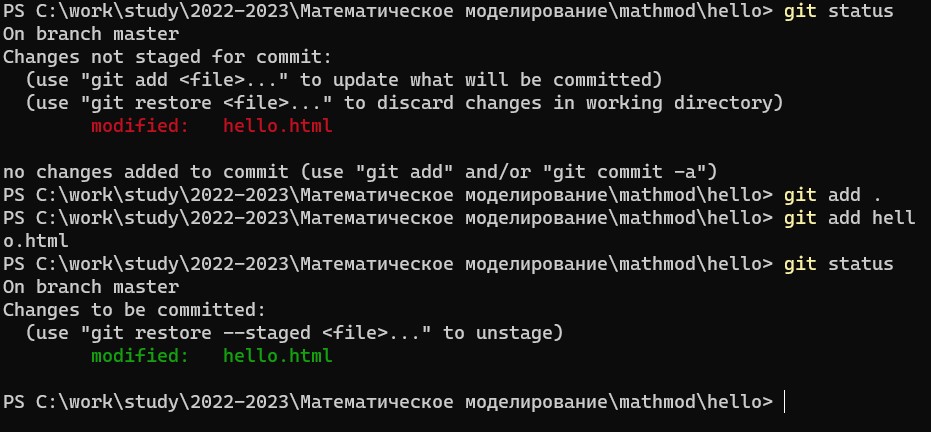 PS C:\work\study\2022-2023\Математическое моделирование\mathmod\hello> git status
On branch master
Changes not staged for commit:
  (use "git add <file>..." to update what will be committed)
  (use "git restore <file>..." to discard changes in working directory)
        modified:   hello.html

no changes added to commit (use "git add" and/or "git commit -a")
PS C:\work\study\2022-2023\Математическое моделирование\mathmod\hello> git add .
PS C:\work\study\2022-2023\Математическое моделирование\mathmod\hello> git add hell
o.html
PS C:\work\study\2022-2023\Математическое моделирование\mathmod\hello> git status
On branch master
Changes to be committed:
  (use "git restore --staged <file>..." to unstage)
        modified:   hello.html

PS C:\work\study\2022-2023\Математическое моделирование\mathmod\hello>